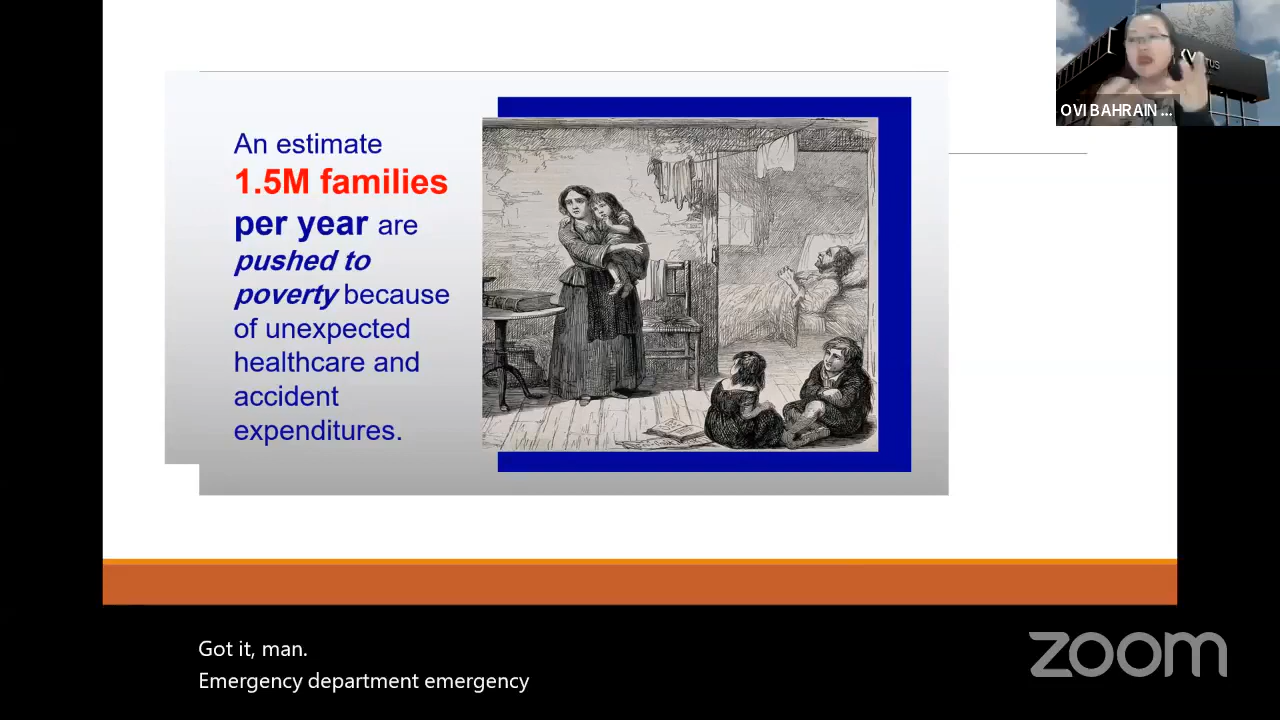 An estimate
1.5M families
per year are
pushed to
poverty because
of unexpected
healthcare and
accident
expenditures.
OVI BAHRAIN ...
Got it, man.
Emergency department emergency
zoom